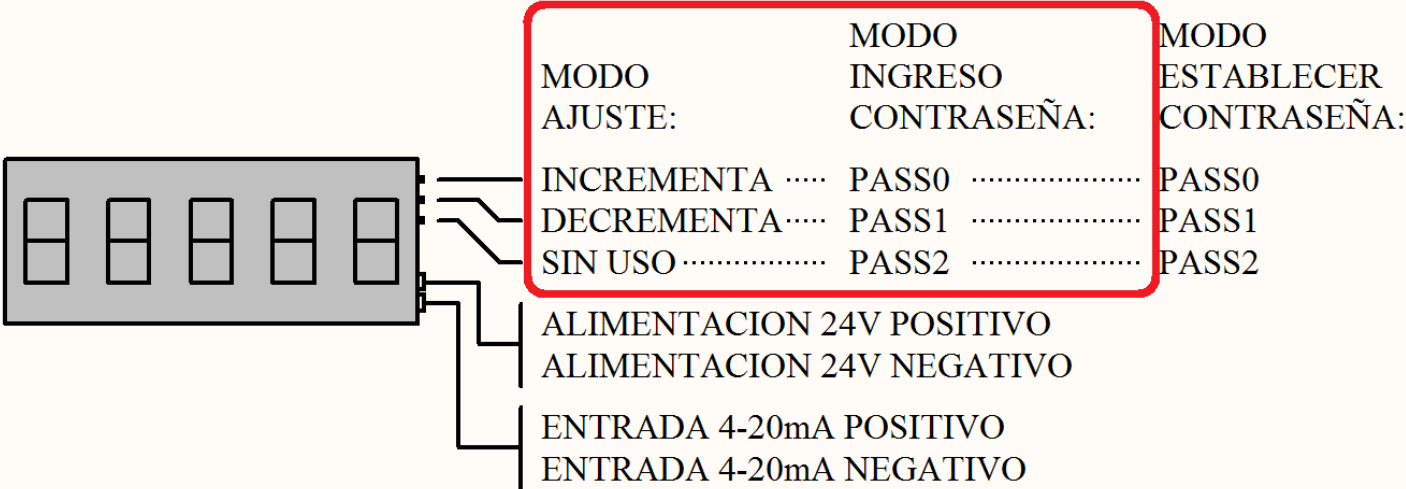 MODO AJUSTE:
MODO INGRESO CONTRASEÑA:
MODO ESTABLECER CONTRASEÑA:
INCREMENTA ····· PASS0 ·················· PASS0
DECREMENTA ····· PASS1 ·················· PASS1
SIN USO ··············· PASS2 ·················· PASS2
ALIMENTACION 24V POSITIVO
ALIMENTACION 24V NEGATIVO
ENTRADA 4-20mA POSITIVO
ENTRADA 4-20mA NEGATIVO